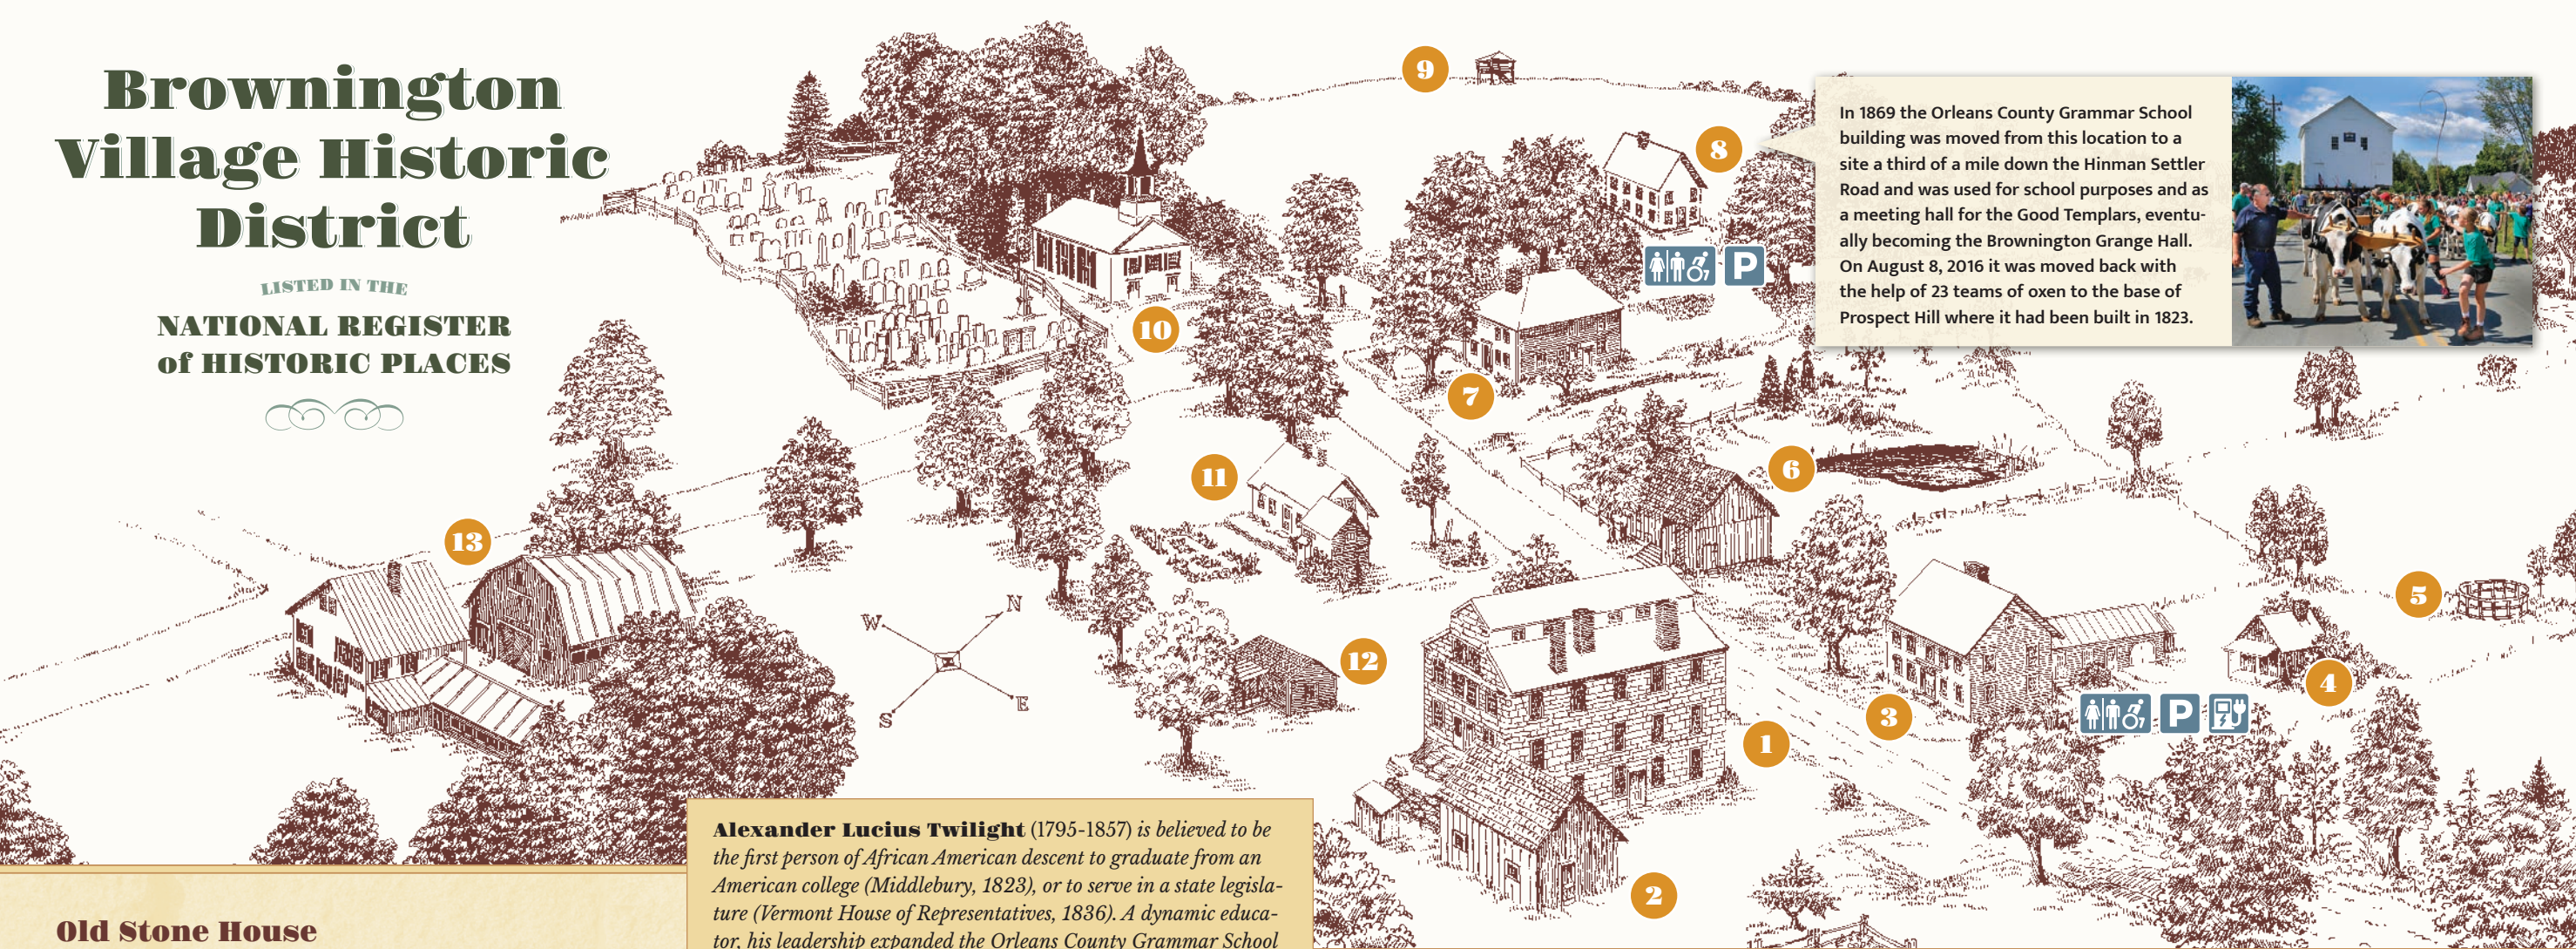 Brownington
Village Historic
District
LISTED IN THE
NATIONAL REGISTER
of HISTORIC PLACES
9
8
In 1869 the Orleans County Grammar School
building was moved from this location to a
site a third of a mile down the Hinman Settler
Road and was used for school purposes and as
a meeting hall for the Good Templars, eventu-
ally becoming the Brownington Grange Hall.
On August 8, 2016 it was moved back with
the help of 23 teams of oxen to the base of
Prospect Hill where it had been built in 1823.
P
10
7
11
6
13
5
W
N
S
E
12
4
3
P
1
2
Alexander Lucius Twilight (1795-1857) is believed to be
the first person of African American descent to graduate from an
American college (Middlebury, 1823), or to serve in a state legisla-
ture (Vermont House of Representatives, 1836). A dynamic educa-
tor, his leadership expanded the Orleans County Grammar School
Old Stone House